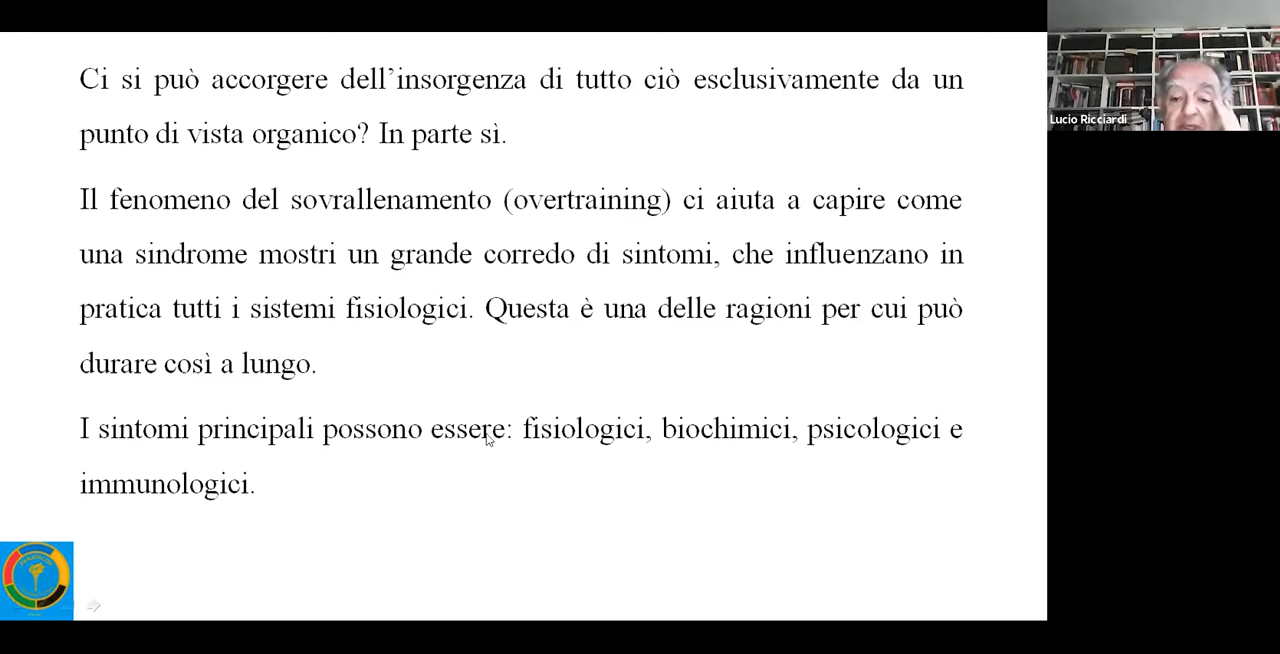 Ci si può accorgere dell’insorgenza di tutto ciò esclusivamente da un
punto di vista organico? In parte sì.
Il fenomeno del sovrallenamento (overtraining) ci aiuta a capire come
una sindrome mostri un grande corredo di sintomi, che influenzano in
pratica tutti i sistemi fisiologici. Questa è una delle ragioni per cui può
durare così a lungo.
I sintomi principali possono essere: fisiologici, biochimici, psicologici e
immunologici.
Lucio Ricciardi